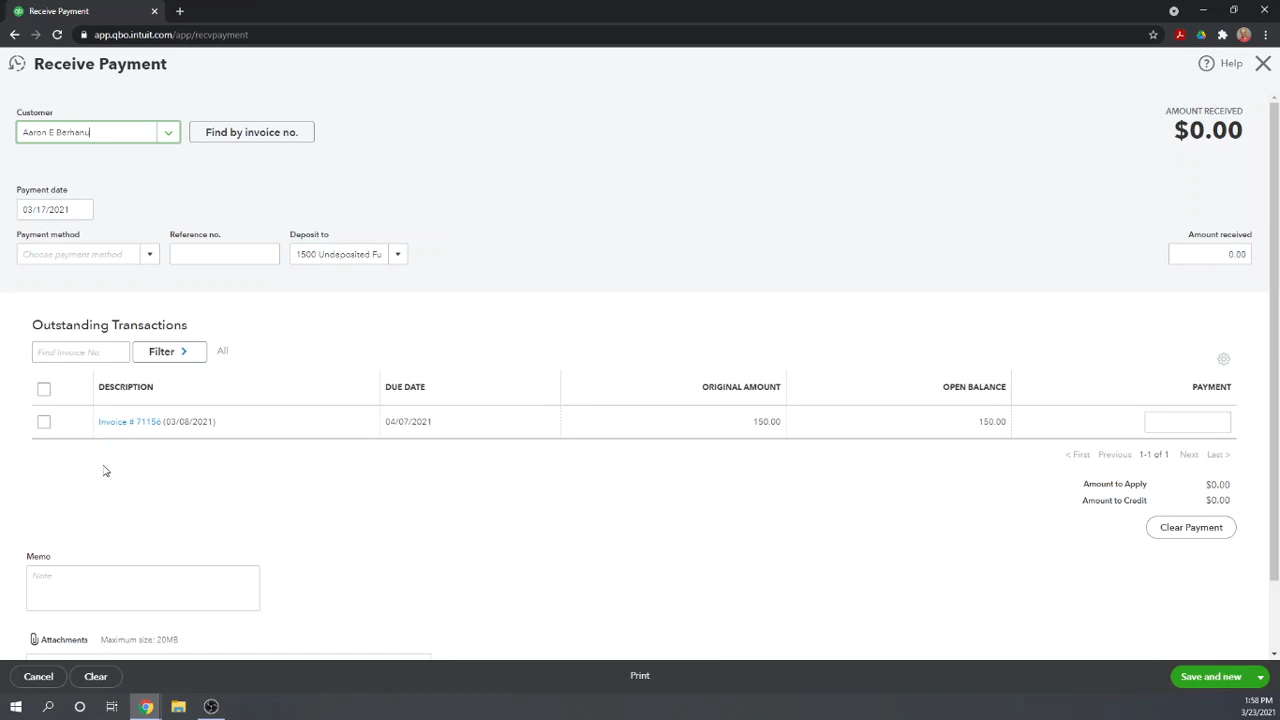 Receive Payment
app.qbo.intuit.com/app/recvpayment
Receive Payment
Help
Customer
Aaron E Berhanu
Find by invoice no.
AMOUNT RECEIVED
$0.00
Payment date
03/17/2021
Payment method
Reference no.
Deposit to
Amount received
Choose payment method
1500 Undeposited Fu
0.00
Outstanding Transactions
Find Invoice No.
Filter >
All
DESCRIPTION DUE DATE ORIGINAL AMOUNT OPEN BALANCE PAYMENT
Invoice # 71156 (03/08/2021) 04/07/2021 150.00 150.00
< First Previous 1-1 of 1 Next Last >
Amount to Apply $0.00
Amount to Credit $0.00
Clear Payment
Memo
Note
Attachments Maximum size: 20MB
Cancel
Clear
Print
Save and new
1:58 PM
3/23/2021